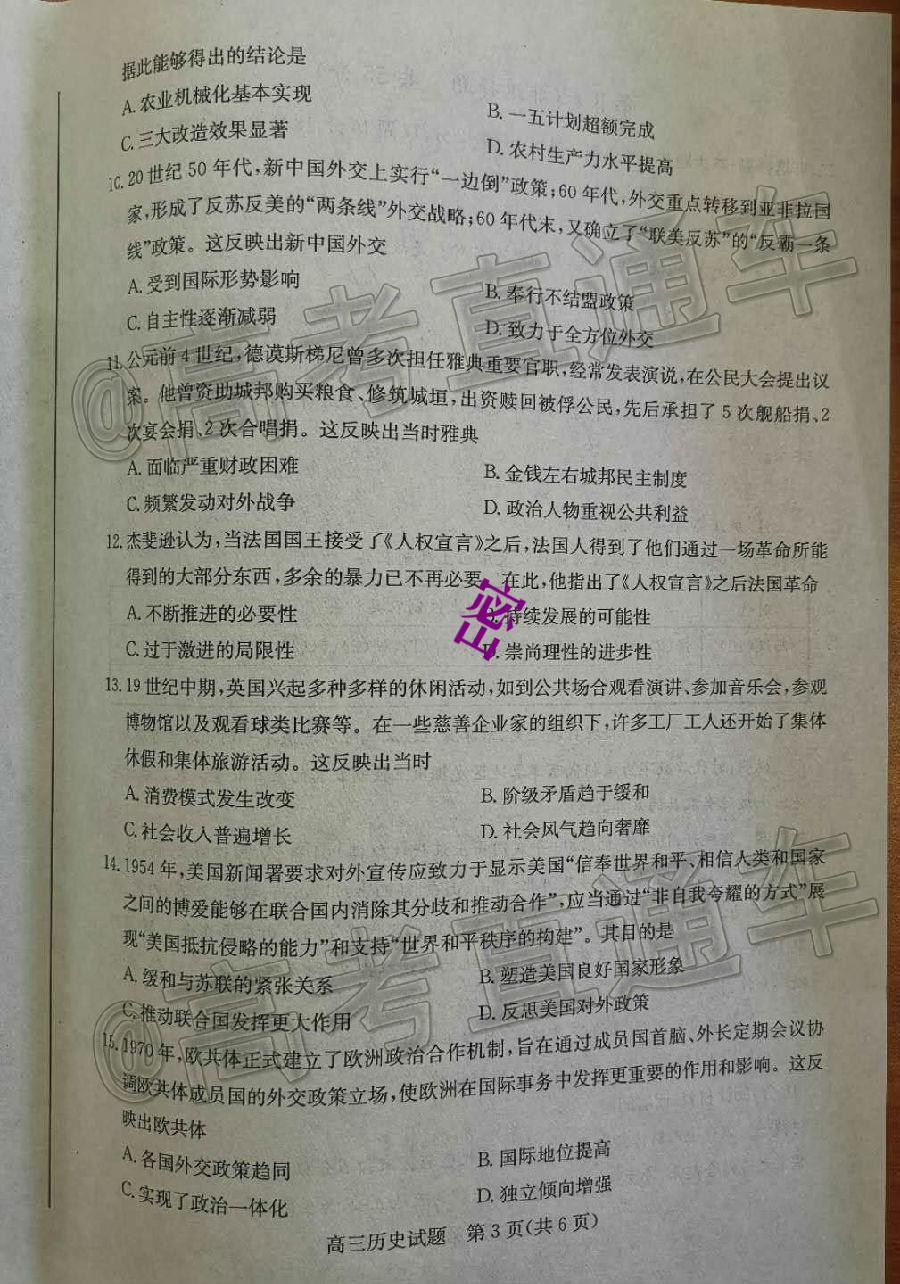 据此能够得出的结论是
A.农业机械化基本实现
B.一五计划超额完成
C.三大改造效果显著
D.农村生产力水平提高
10.20世纪50年代,新中国外交上实行“一边倒”政策;60年代,外交重点转移到亚非拉国
家,形成了反苏反美的“两条线”外交战略;60年代末,又确立了“联美反苏”的“反霸一条
线”政策。这反映出新中国外交
A.受到国际形势影响
B.奉行不结盟政策
C.自主性逐渐减弱
D.致力于全方位外交
11.公元前4世纪,德谟斯梯尼曾多次担任雅典重要官职,经常发表演说,在公民大会提出议
案。他曾资助城邦购买粮食、修筑城垣,出资赎回被俘公民,先后承担了5次舰船捐、2
次宴会捐、2次合唱捐。这反映出当时雅典
A.面临严重财政困难
B.金钱左右城邦民主制度
C.频繁发动对外战争
D.政治人物重视公共利益
12.杰斐逊认为,当法国国王接受了《人权宣言》之后,法国人得到了他们通过一场革命所能
得到的大部分东西,多余的暴力已不再必要。在此,他指出了《人权宣言》之后法国革命
A.不断推进的必要性
B.持续发展的可能性
C.过于激进的局限性
D.崇尚理性的进步性
密
13.19世纪中期,英国兴起多种多样的休闲活动,如到公共场合观看演讲、参加音乐会,参观
博物馆以及观看球类比赛等。在一些慈善企业家的组织下,许多工厂工人还开始了集体
休假和集体旅游活动。这反映出当时
A.消费模式发生改变
B.阶级矛盾趋于缓和
C.社会收入普遍增长
D.社会风气趋向奢靡
14.1954年,美国新闻署要求对外宣传应致力于显示美国“信奉世界和平、相信人类和国家
之间的博爱能够在联合国内消除其分歧和推动合作”,应当通过“非自我夸耀的方式”展
现“美国抵抗侵略的能力”和支持“世界和平秩序的构建”。其目的是
A.缓和与苏联的紧张关系
B.塑造美国良好国家形象
C.推动联合国发挥更大作用
D.反思美国对外政策
15.1970年,欧共体正式建立了欧洲政治合作机制,旨在通过成员国首脑、外长定期会议协
调欧共体成员国的外交政策立场,使欧洲在国际事务中发挥更重要的作用和影响。这反
映出欧共体
A.各国外交政策趋同
B.国际地位提高
C.实现了政治一体化
D.独立倾向增强
高三历史试题 第3页(共6页)
@高考直通车
@高考直通车